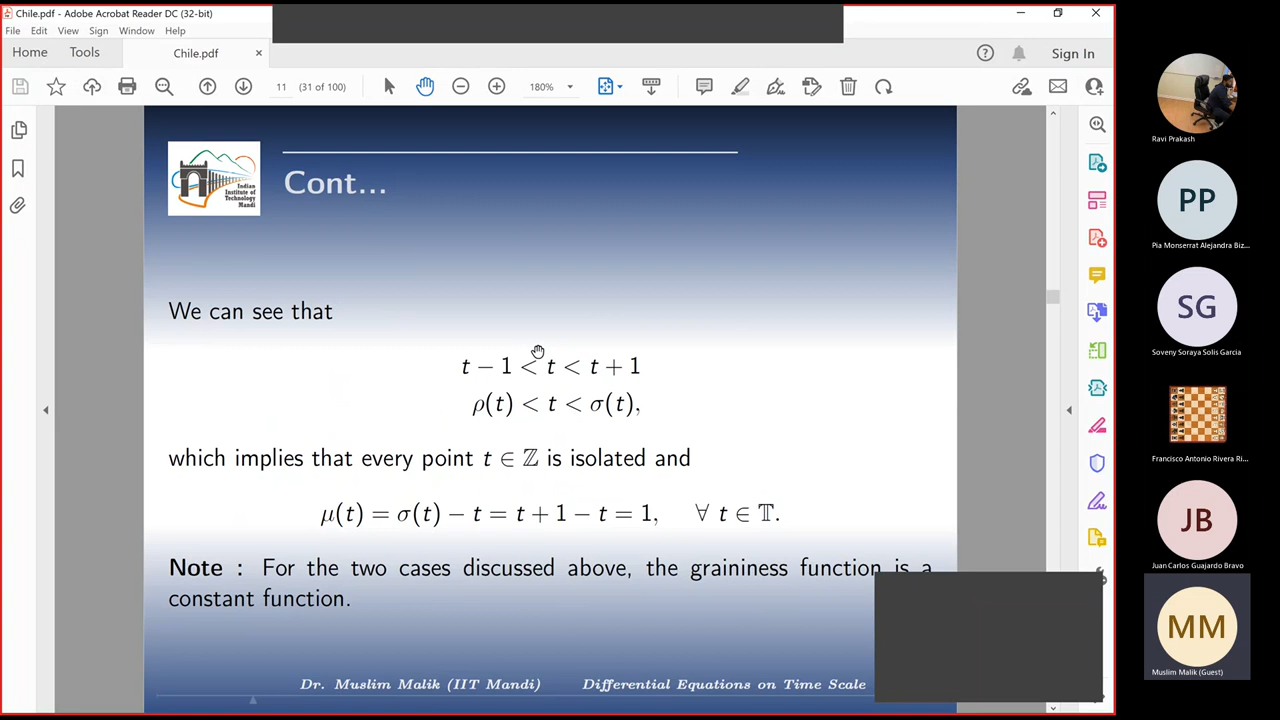 Chile.pdf - Adobe Acrobat Reader DC (32-bit)
File Edit View Sign Window Help
Home Tools Chile.pdf × Sign In
11 (31 of 100) 180%
Indian
Institute of
Technology
Mandi
Cont...
We can see that
t − 1 < t < t + 1
ρ(t) < t < σ(t),
which implies that every point t ∈ ℤ is isolated and
μ(t) = σ(t) − t = t + 1 − t = 1, ∀ t ∈ 𝕋.
Note : For the two cases discussed above, the graininess function is a
constant function.
Dr. Muslim Malik (IIT Mandi) Differential Equations on Time Scale
Ravi Prakash
PP
Pia Monserrat Alejandra Biz...
SG
Soveny Soraya Solis Garcia
Francisco Antonio Rivera Ri...
JB
Juan Carlos Guajardo Bravo
MM
Muslim Malik (Guest)